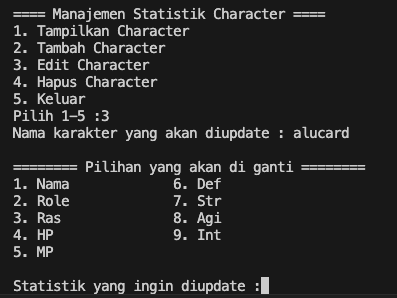 ==== Manajemen Statistik Character ====
1. Tampilkan Character
2. Tambah Character
3. Edit Character
4. Hapus Character
5. Keluar
Pilih 1-5 :3
Nama karakter yang akan diupdate : alucard
======== Pilihan yang akan di ganti ========
1. Nama 6. Def
2. Role 7. Str
3. Ras 8. Agi
4. HP 9. Int
5. MP
Statistik yang ingin diupdate :